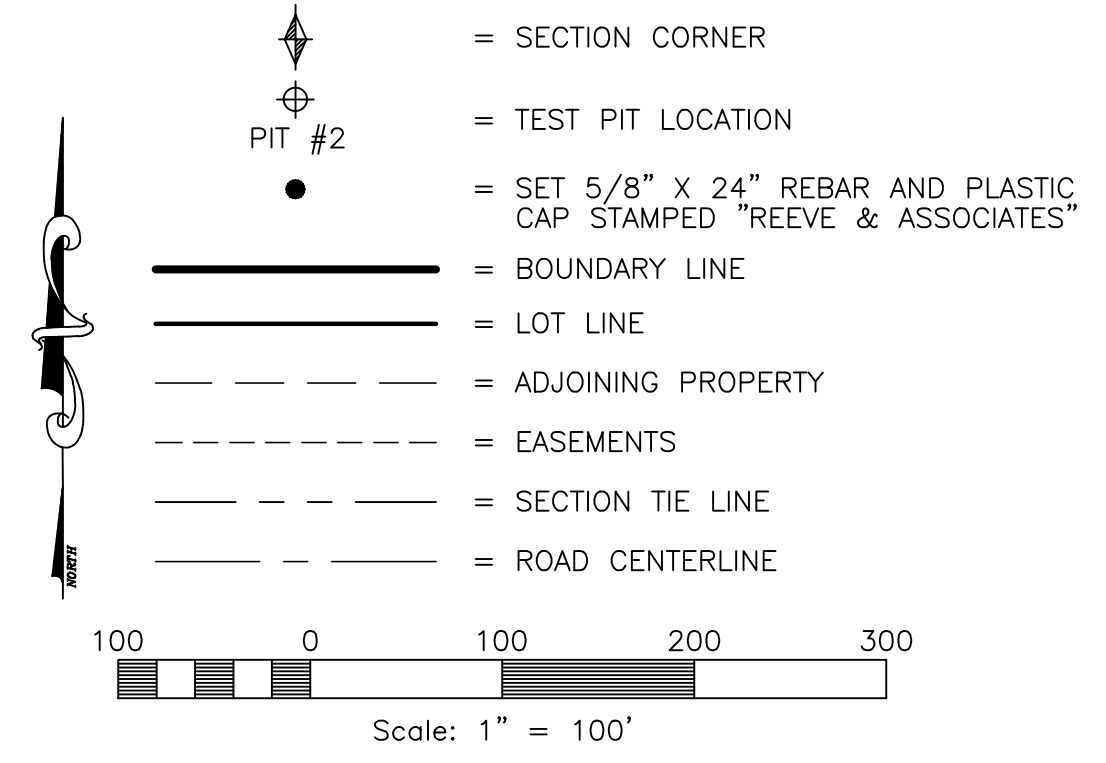 = SECTION CORNER
PIT #2
= TEST PIT LOCATION
= SET 5/8" X 24" REBAR AND PLASTIC
CAP STAMPED "REEVE & ASSOCIATES"
= BOUNDARY LINE
= LOT LINE
= ADJOINING PROPERTY
= EASEMENTS
= SECTION TIE LINE
= ROAD CENTERLINE
NORTH
100 0 100 200 300
Scale: 1" = 100'